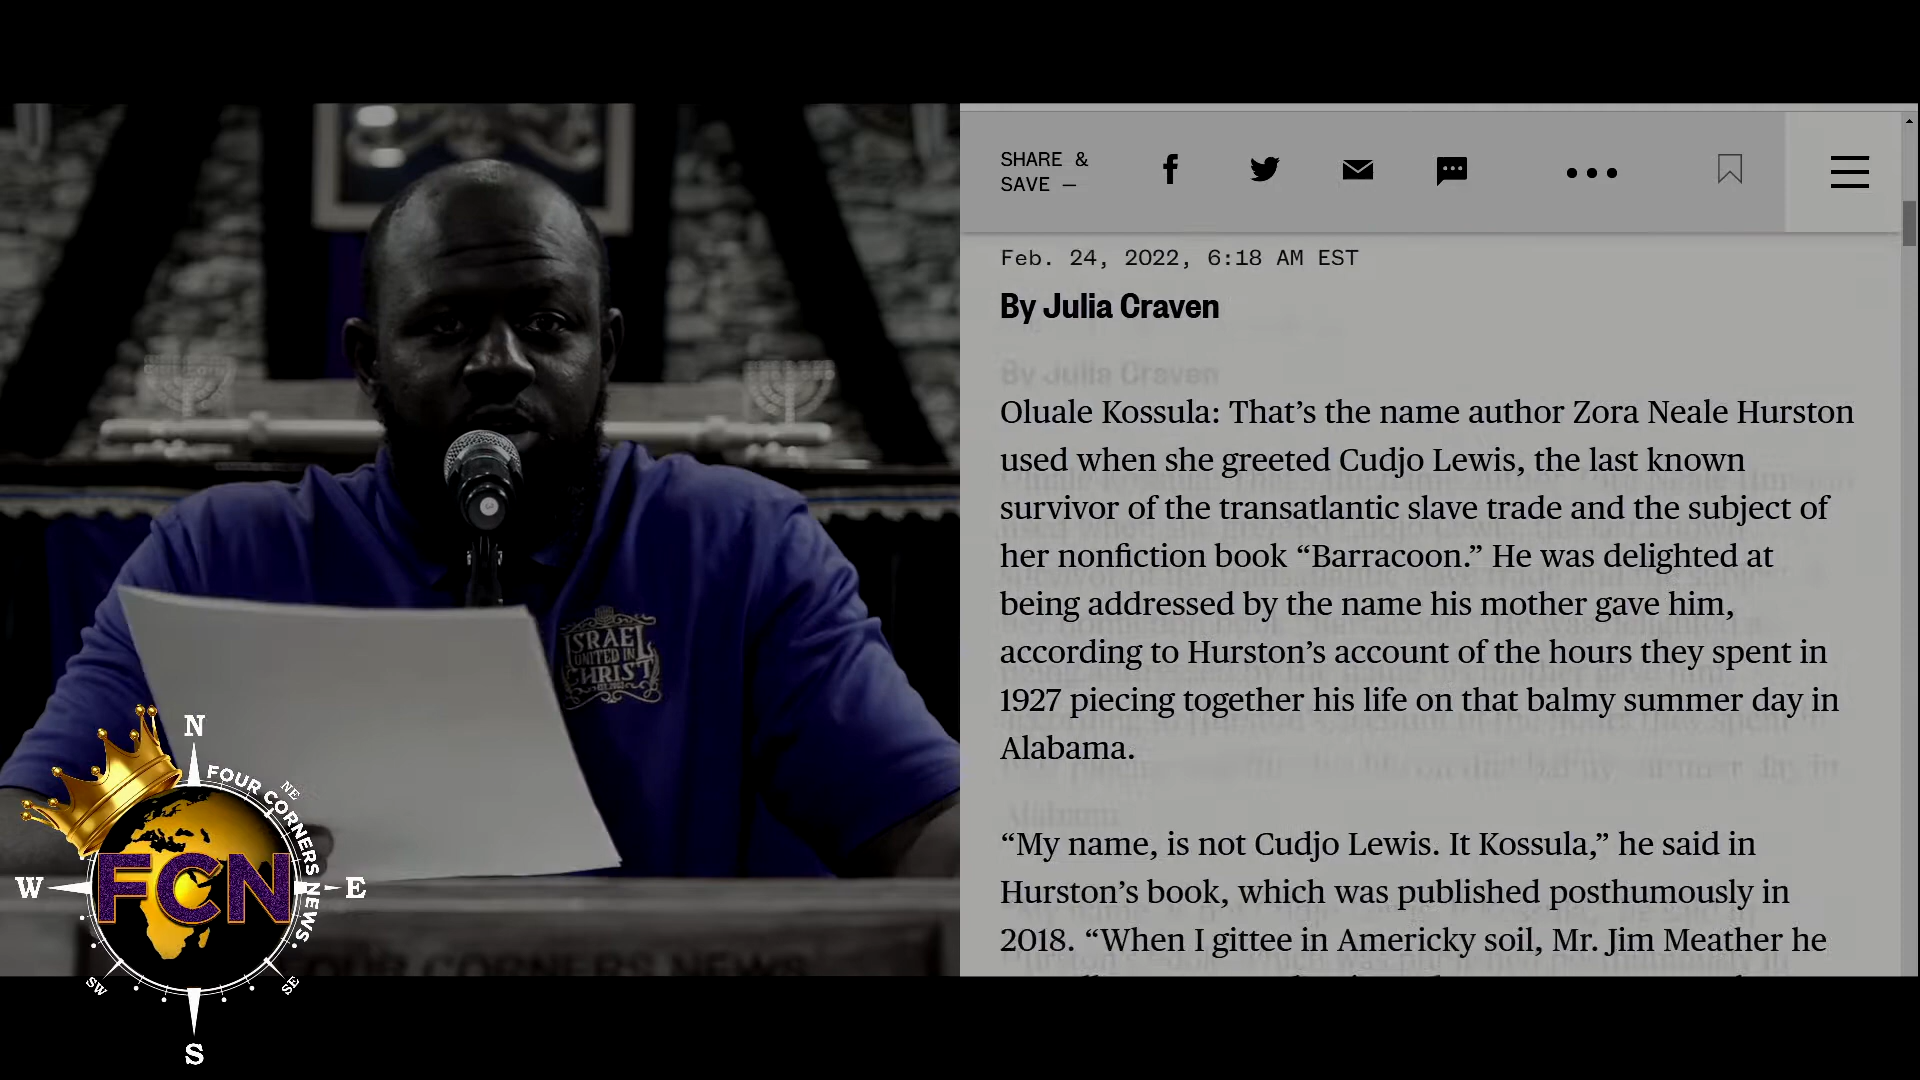 SHARE &
SAVE —
Feb. 24, 2022, 6:18 AM EST
By Julia Craven
By Julia Craven
Oluale Kossula: That’s the name author Zora Neale Hurston
used when she greeted Cudjo Lewis, the last known
survivor of the transatlantic slave trade and the subject of
her nonfiction book “Barracoon.” He was delighted at
being addressed by the name his mother gave him,
according to Hurston’s account of the hours they spent in
1927 piecing together his life on that balmy summer day in
Alabama.
“My name, is not Cudjo Lewis. It Kossula,” he said in
Hurston’s book, which was published posthumously in
2018. “When I gittee in Americky soil, Mr. Jim Meather he
ISRAEL
UNITED IN
CHRIST
N
NE
FOUR CORNERS NEWS
W
FCN
E
SW
SE
S
FOUR CORNERS NEWS